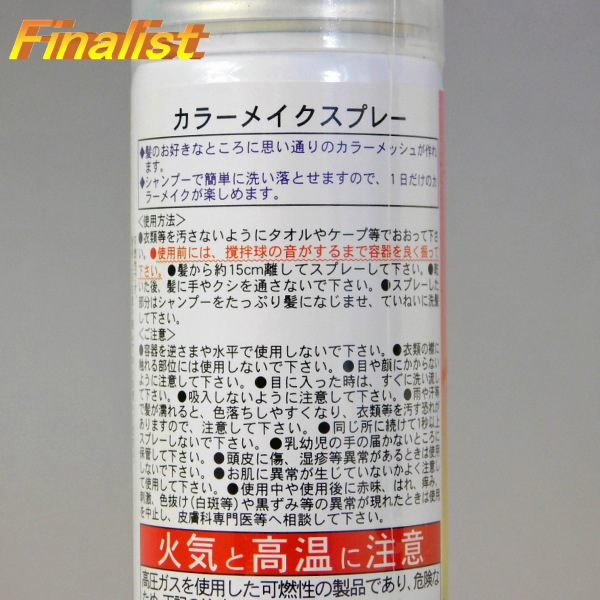 Finalist
カラーメイクスプレー
◆髪のお好きなところに思い通りのカラーメッシュが作れ
ます。
◆シャンプーで簡単に洗い落とせますので、1日だけのカ
ラーメイクが楽しめます。
〈使用方法〉
●衣類等を汚さないようにタオルやケープ等でおおって下さ
い。●使用前には、撹拌球の音がするまで容器を良く振って
下さい。●髪から約15cm離してスプレーして下さい。●乾
いた後、髪に手やクシを通さないで下さい。●スプレーした
部分はシャンプーをたっぷり髪になじませ、ていねいに洗髪
して下さい。
〈ご注意〉
●容器を逆さまや水平で使用しないで下さい。●衣類の襟に
触れる部位には使用しないで下さい。●目や顔にかからない
ように注意して下さい。●目に入った時は、すぐに洗い流し
て下さい。●吸入しないように注意して下さい。●雨や汗等
で髪が濡れると、色落ちしやすくなり、衣類等を汚す恐れが
ありますので、注意して下さい。●同じ所に続けて1秒以上
スプレーしないで下さい。●乳幼児の手の届かないところに
保管して下さい。●頭皮に傷、湿疹等異常があるときは使用
しないで下さい。●お肌に異常が生じていないかよく注意し
て使用して下さい。●使用中や使用後に赤味、はれ、痒み、
刺激、色抜け(白斑等)や黒ずみ等の異常が現れたときは使用
を中止し、皮膚科専門医等へ相談して下さい。
火気と高温に注意
高圧ガスを使用した可燃性の製品であり、危険な